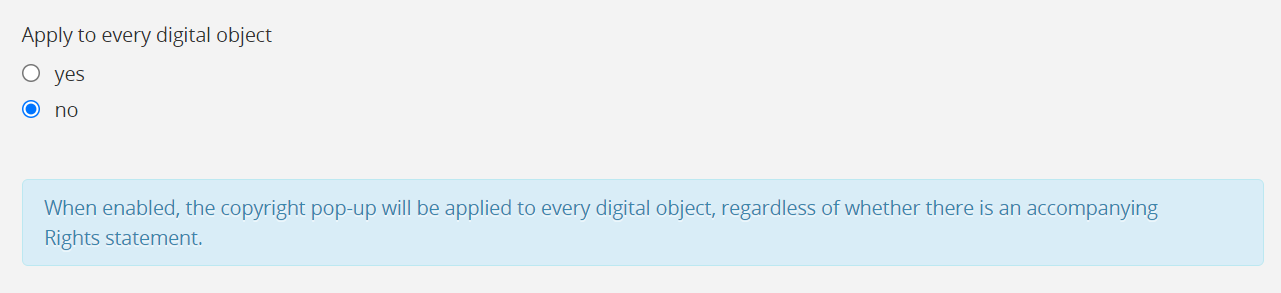 Apply to every digital object
yes
no
When enabled, the copyright pop-up will be applied to every digital object, regardless of whether there is an accompanying
Rights statement.